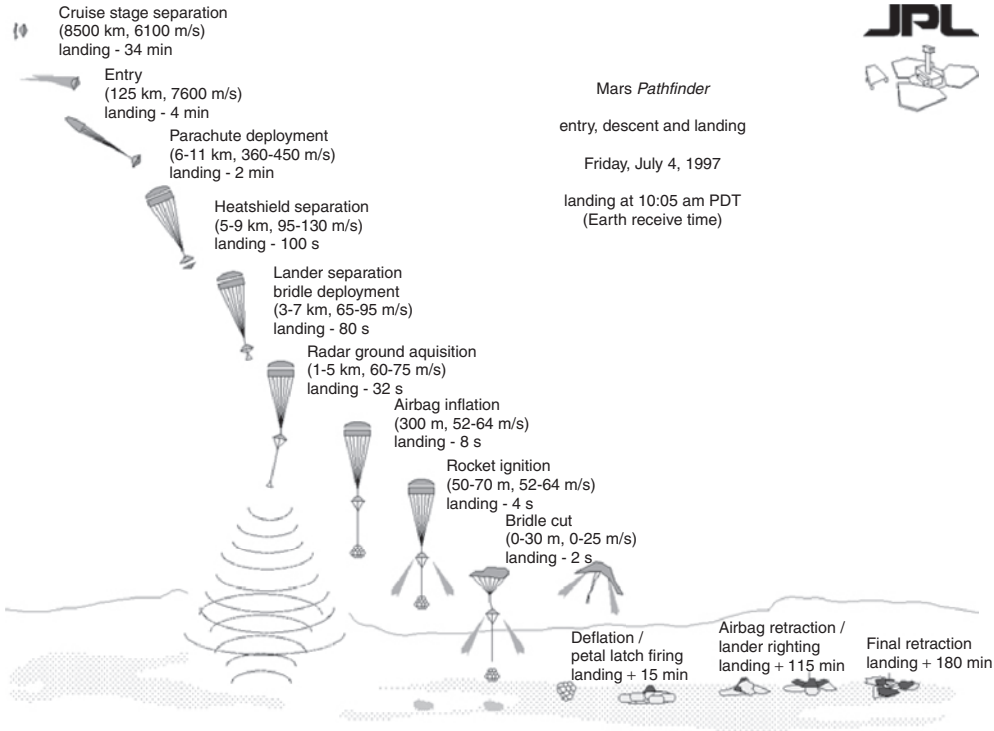 Cruise stage separation
(8500 km, 6100 m/s)
landing - 34 min
JPL
Entry
(125 km, 7600 m/s)
landing - 4 min
Mars Pathfinder
entry, descent and landing
Friday, July 4, 1997
landing at 10:05 am PDT
(Earth receive time)
Parachute deployment
(6-11 km, 360-450 m/s)
landing - 2 min
Heatshield separation
(5-9 km, 95-130 m/s)
landing - 100 s
Lander separation
bridle deployment
(3-7 km, 65-95 m/s)
landing - 80 s
Radar ground aquisition
(1-5 km, 60-75 m/s)
landing - 32 s
Airbag inflation
(300 m, 52-64 m/s)
landing - 8 s
Rocket ignition
(50-70 m, 52-64 m/s)
landing - 4 s
Bridle cut
(0-30 m, 0-25 m/s)
landing - 2 s
Deflation /
petal latch firing
landing + 15 min
Airbag retraction /
lander righting
landing + 115 min
Final retraction
landing + 180 min